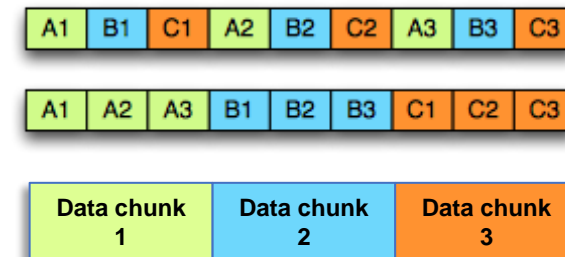 A1 B1 C1 A2 B2 C2 A3 B3 C3
A1 A2 A3 B1 B2 B3 C1 C2 C3
Data chunk Data chunk Data chunk
1 2 3